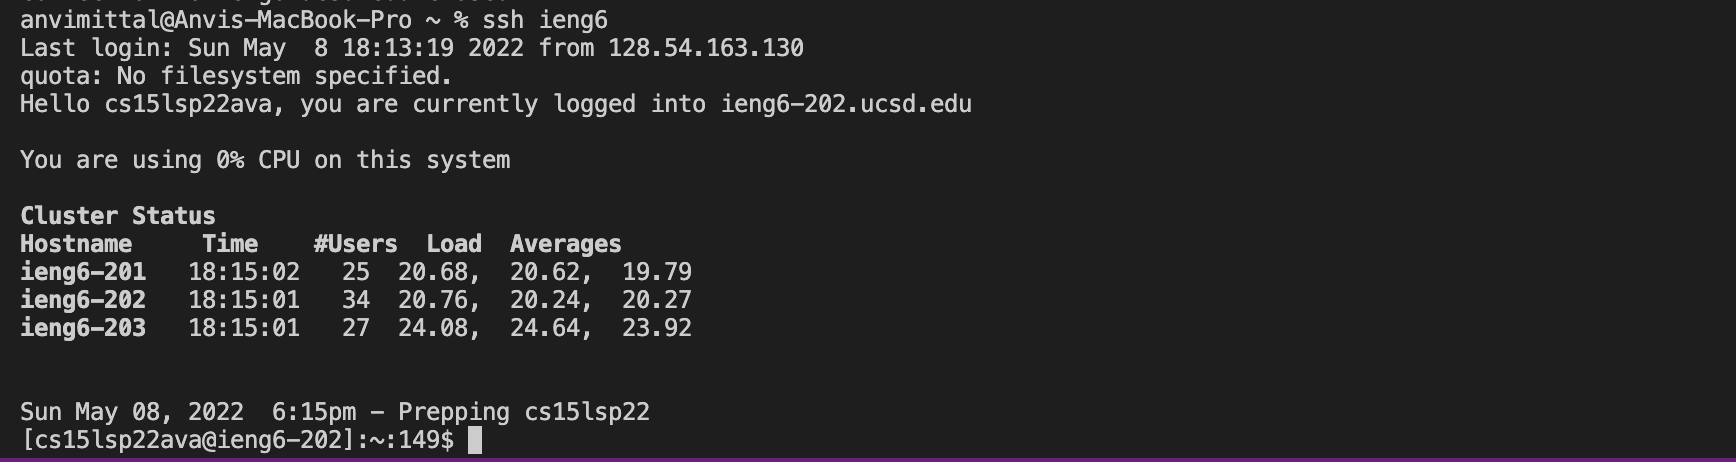 anvimittal@Anvis-MacBook-Pro ~ % ssh ieng6
Last login: Sun May  8 18:13:19 2022 from 128.54.163.130
quota: No filesystem specified.
Hello cs15lsp22ava, you are currently logged into ieng6-202.ucsd.edu
You are using 0% CPU on this system
Cluster Status
Hostname     Time    #Users  Load  Averages
ieng6-201   18:15:02   25  20.68,  20.62,  19.79
ieng6-202   18:15:01   34  20.76,  20.24,  20.27
ieng6-203   18:15:01   27  24.08,  24.64,  23.92
Sun May 08, 2022  6:15pm - Prepping cs15lsp22
[cs15lsp22ava@ieng6-202]:~:149$